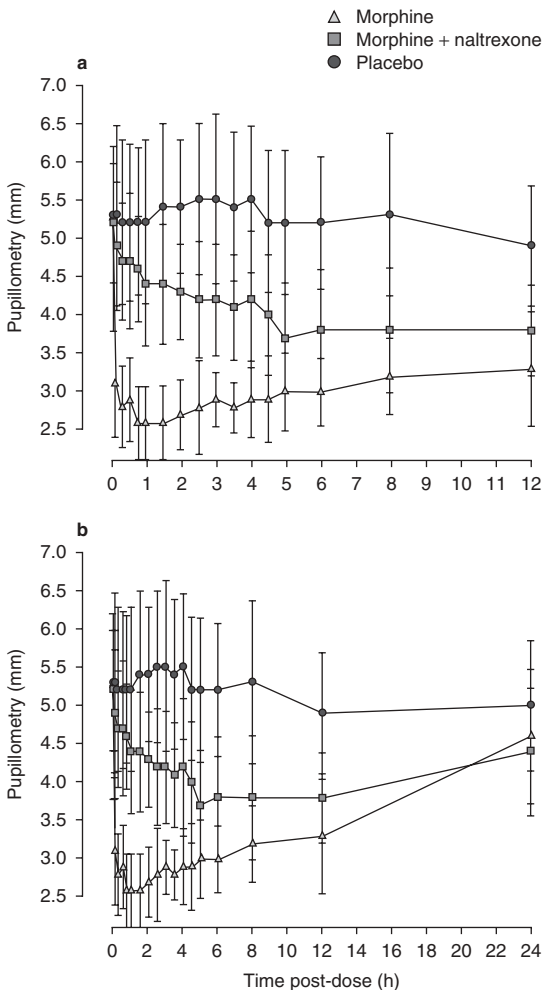 Morphine
Morphine + naltrexone
Placebo
a
7.0
6.5
6.0
5.5
5.0
4.5
4.0
3.5
3.0
2.5
Pupillometry (mm)
0 1 2 3 4 5 6 7 8 9 10 11 12
b
7.0
6.5
6.0
5.5
5.0
4.5
4.0
3.5
3.0
2.5
Pupillometry (mm)
0 2 4 6 8 10 12 14 16 18 20 22 24
Time post-dose (h)